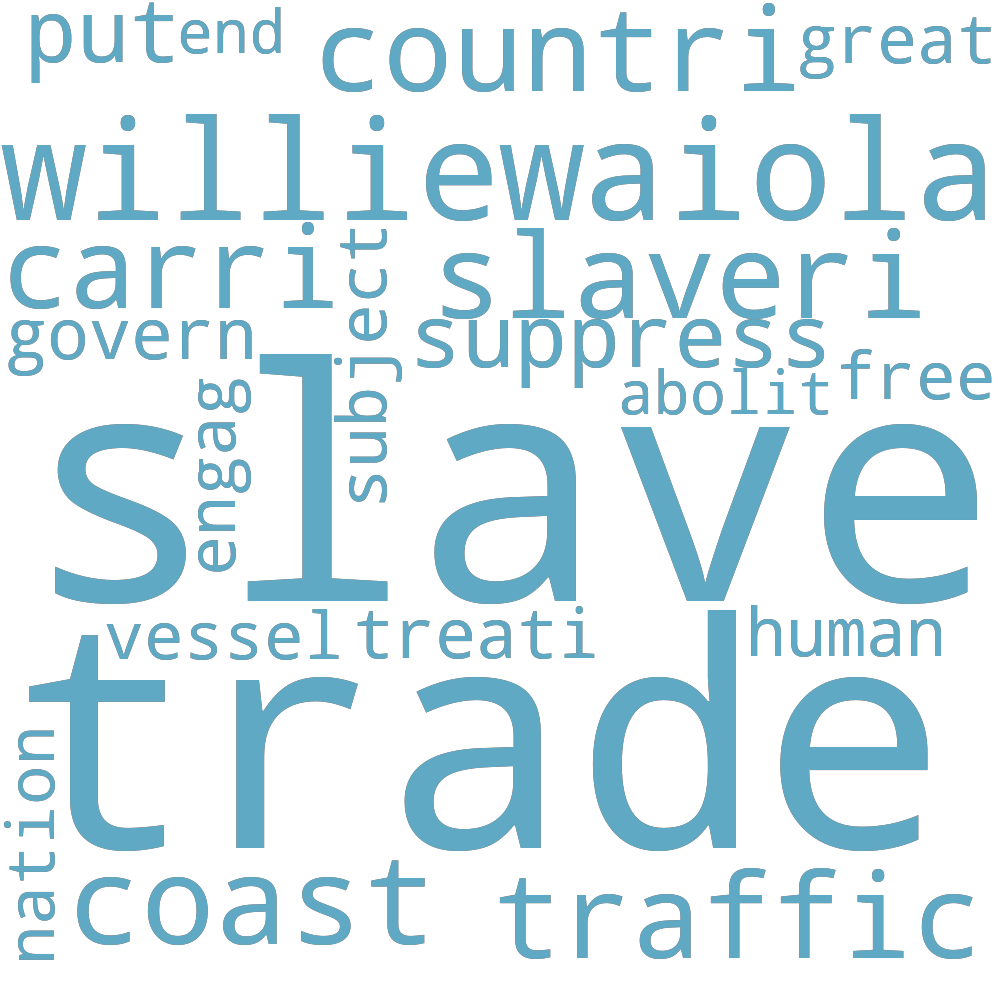 put end countri great
williewaiola
carri subject slaveri
govern suppress
engag abolit free
slave
vessel treati human
trade
nation
coast traffic